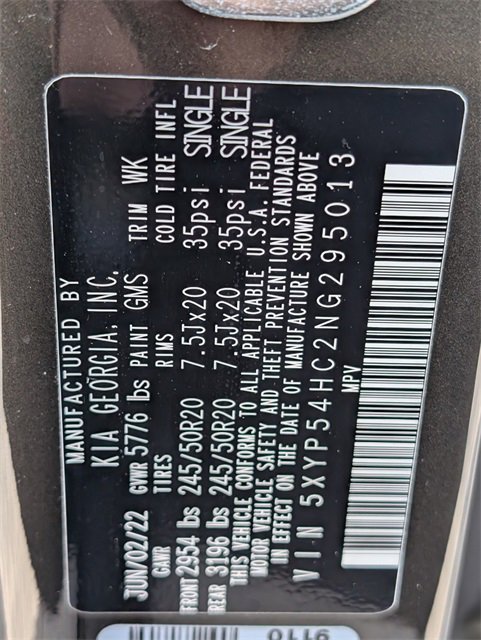 MANUFACTURED BY
KIA GEORGIA, INC.
JUN/02/22 GVWR 5776 lbs PAINT GMS TRIM WK
GAWR TIRES RIMS COLD TIRE INFL
FRONT 2954 lbs 245/50R20 7.5Jx20 35psi SINGLE
REAR 3196 lbs 245/50R20 7.5Jx20 35psi SINGLE
THIS VEHICLE CONFORMS TO ALL APPLICABLE U.S.A. FEDERAL
MOTOR VEHICLE SAFETY AND THEFT PREVENTION STANDARDS
IN EFFECT ON THE DATE OF MANUFACTURE SHOWN ABOVE
VIN 5XYP54HC2NG295013
MPV